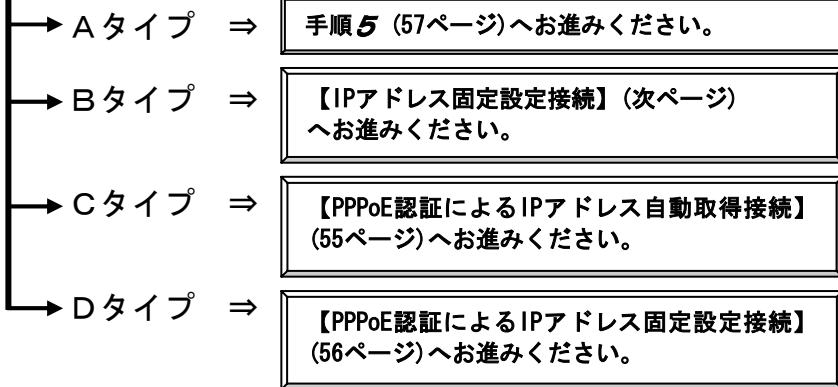 Aタイプ ⇒ 手順5 (57ページ)へお進みください。
Bタイプ ⇒ 【IPアドレス固定設定接続】(次ページ)
へお進みください。
Cタイプ ⇒ 【PPPoE認証によるIPアドレス自動取得接続】
(55ページ)へお進みください。
Dタイプ ⇒ 【PPPoE認証によるIPアドレス固定設定接続】
(56ページ)へお進みください。